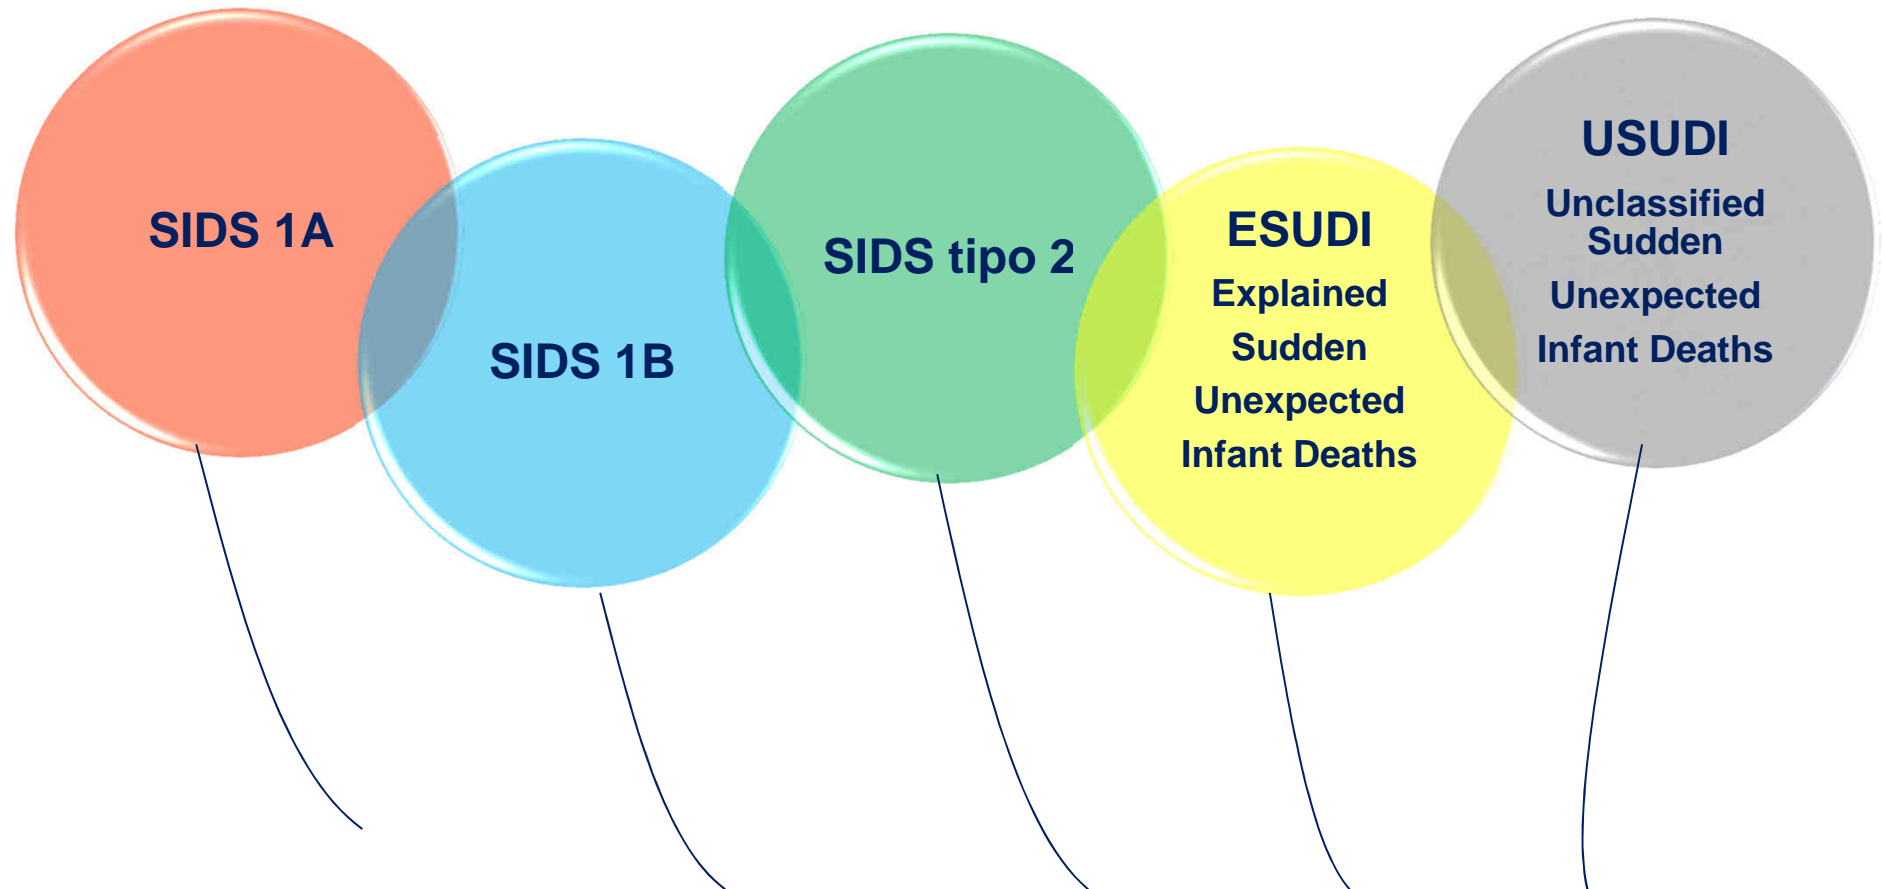 SIDS 1A
SIDS 1B
SIDS tipo 2
ESUDI
Explained
Sudden
Unexpected
Infant Deaths
USUDI
Unclassified
Sudden
Unexpected
Infant Deaths